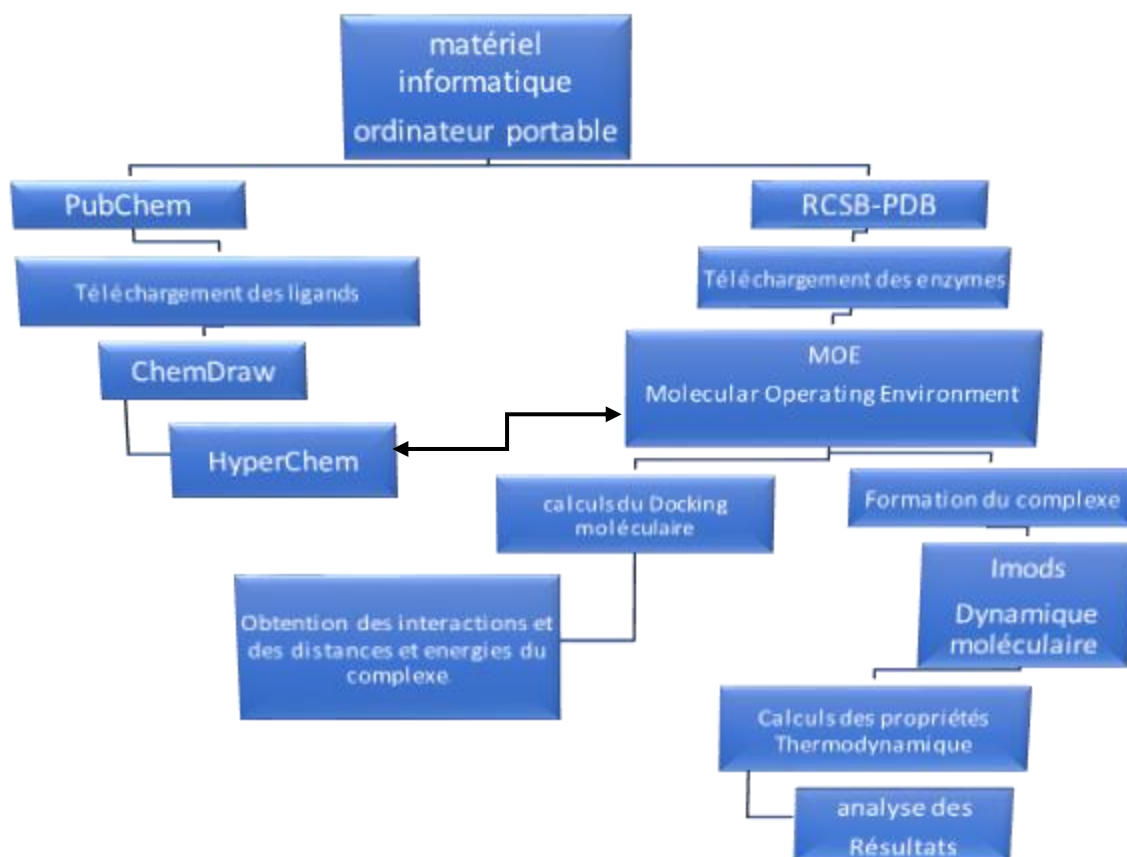 matériel
informatique
ordinateur portable
PubChem
RCSB-PDB
Téléchargement des ligands
Téléchargement des enzymes
ChemDraw
MOE
Molecular Operating Environment
HyperChem
calculs du Docking
moléculaire
Formation du complexe
Imods
Dynamique
moléculaire
Obtention des interactions et
des distances et energies du
complexe
Calculs des propriétés
Thermodynamique
analyse des
Résultats